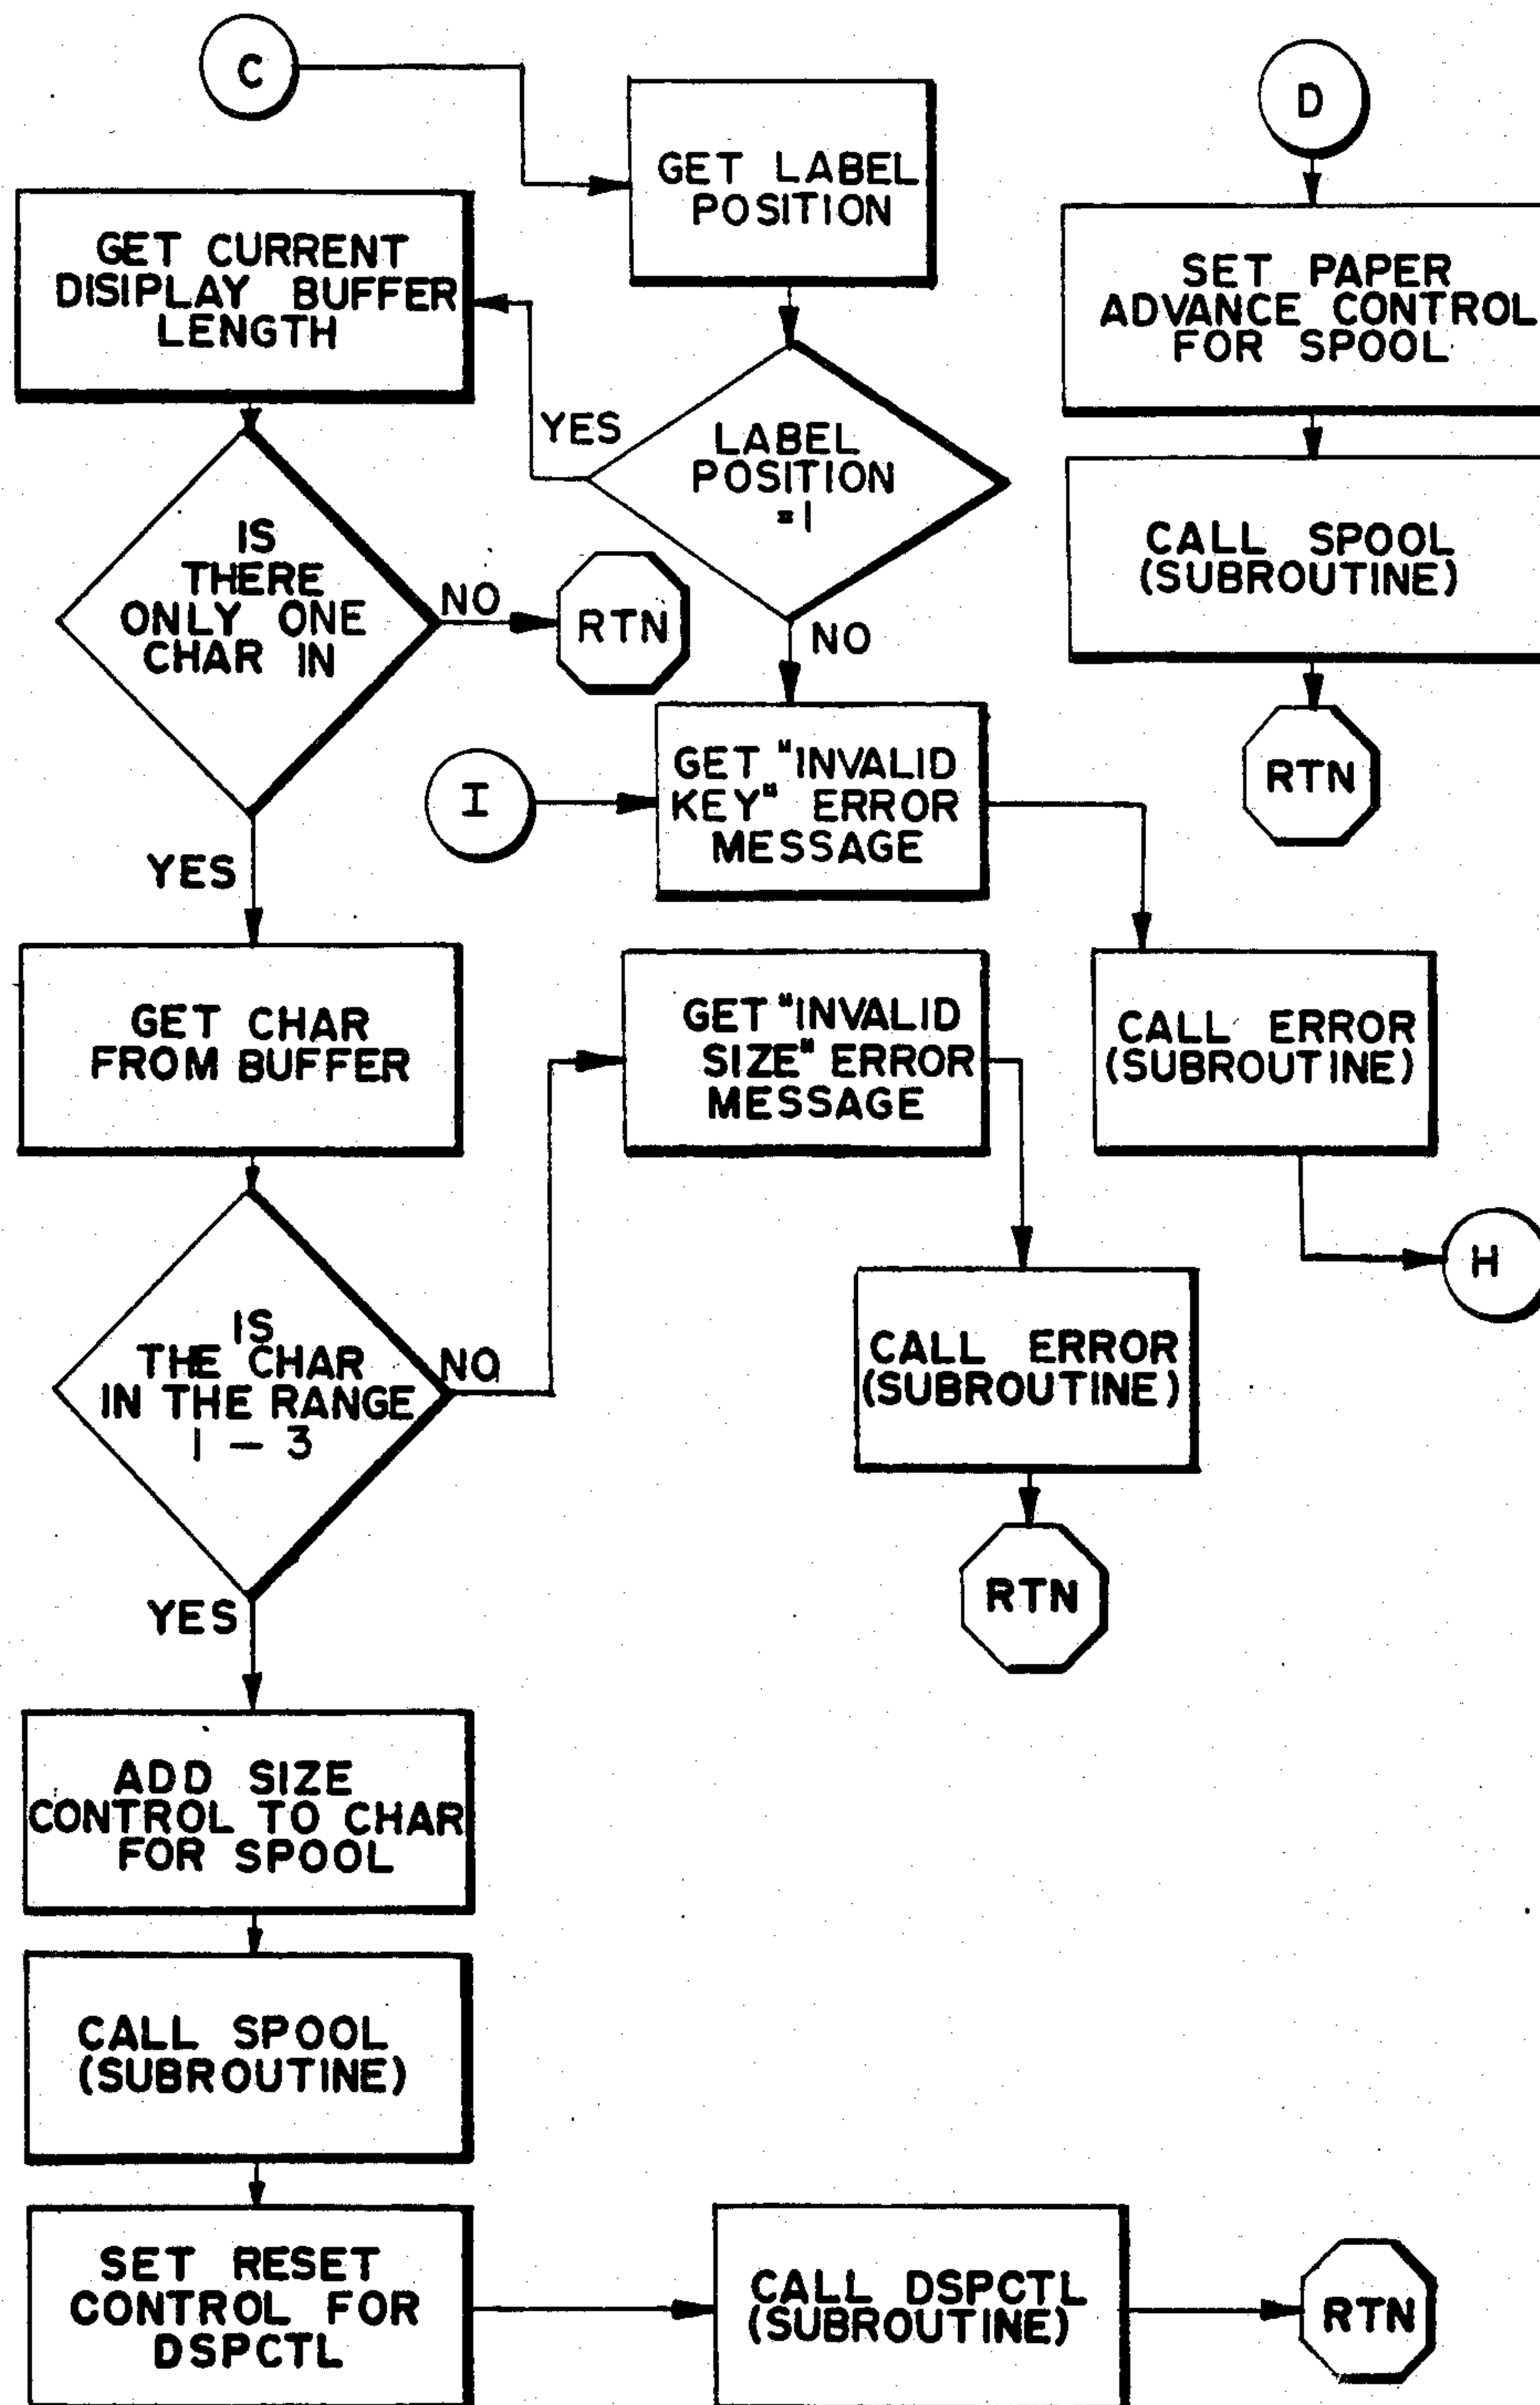 C
GET LABEL
POSITION
D
GET CURRENT
DISIPLAY BUFFER
LENGTH
SET PAPER
ADVANCE CONTROL
FOR SPOOL
YES
LABEL
POSITION
=1
IS
THERE
ONLY ONE
CHAR IN
NO
RTN
NO
CALL SPOOL
(SUBROUTINE)
RTN
I
GET "INVALID
KEY" ERROR
MESSAGE
YES
GET CHAR
FROM BUFFER
GET "INVALID
SIZE" ERROR
MESSAGE
CALL ERROR
(SUBROUTINE)
H
IS
THE CHAR
IN THE RANGE
1 – 3
NO
CALL ERROR
(SUBROUTINE)
RTN
YES
ADD SIZE
CONTROL TO CHAR
FOR SPOOL
CALL SPOOL
(SUBROUTINE)
SET RESET
CONTROL FOR
DSPCTL
CALL DSPCTL
(SUBROUTINE)
RTN